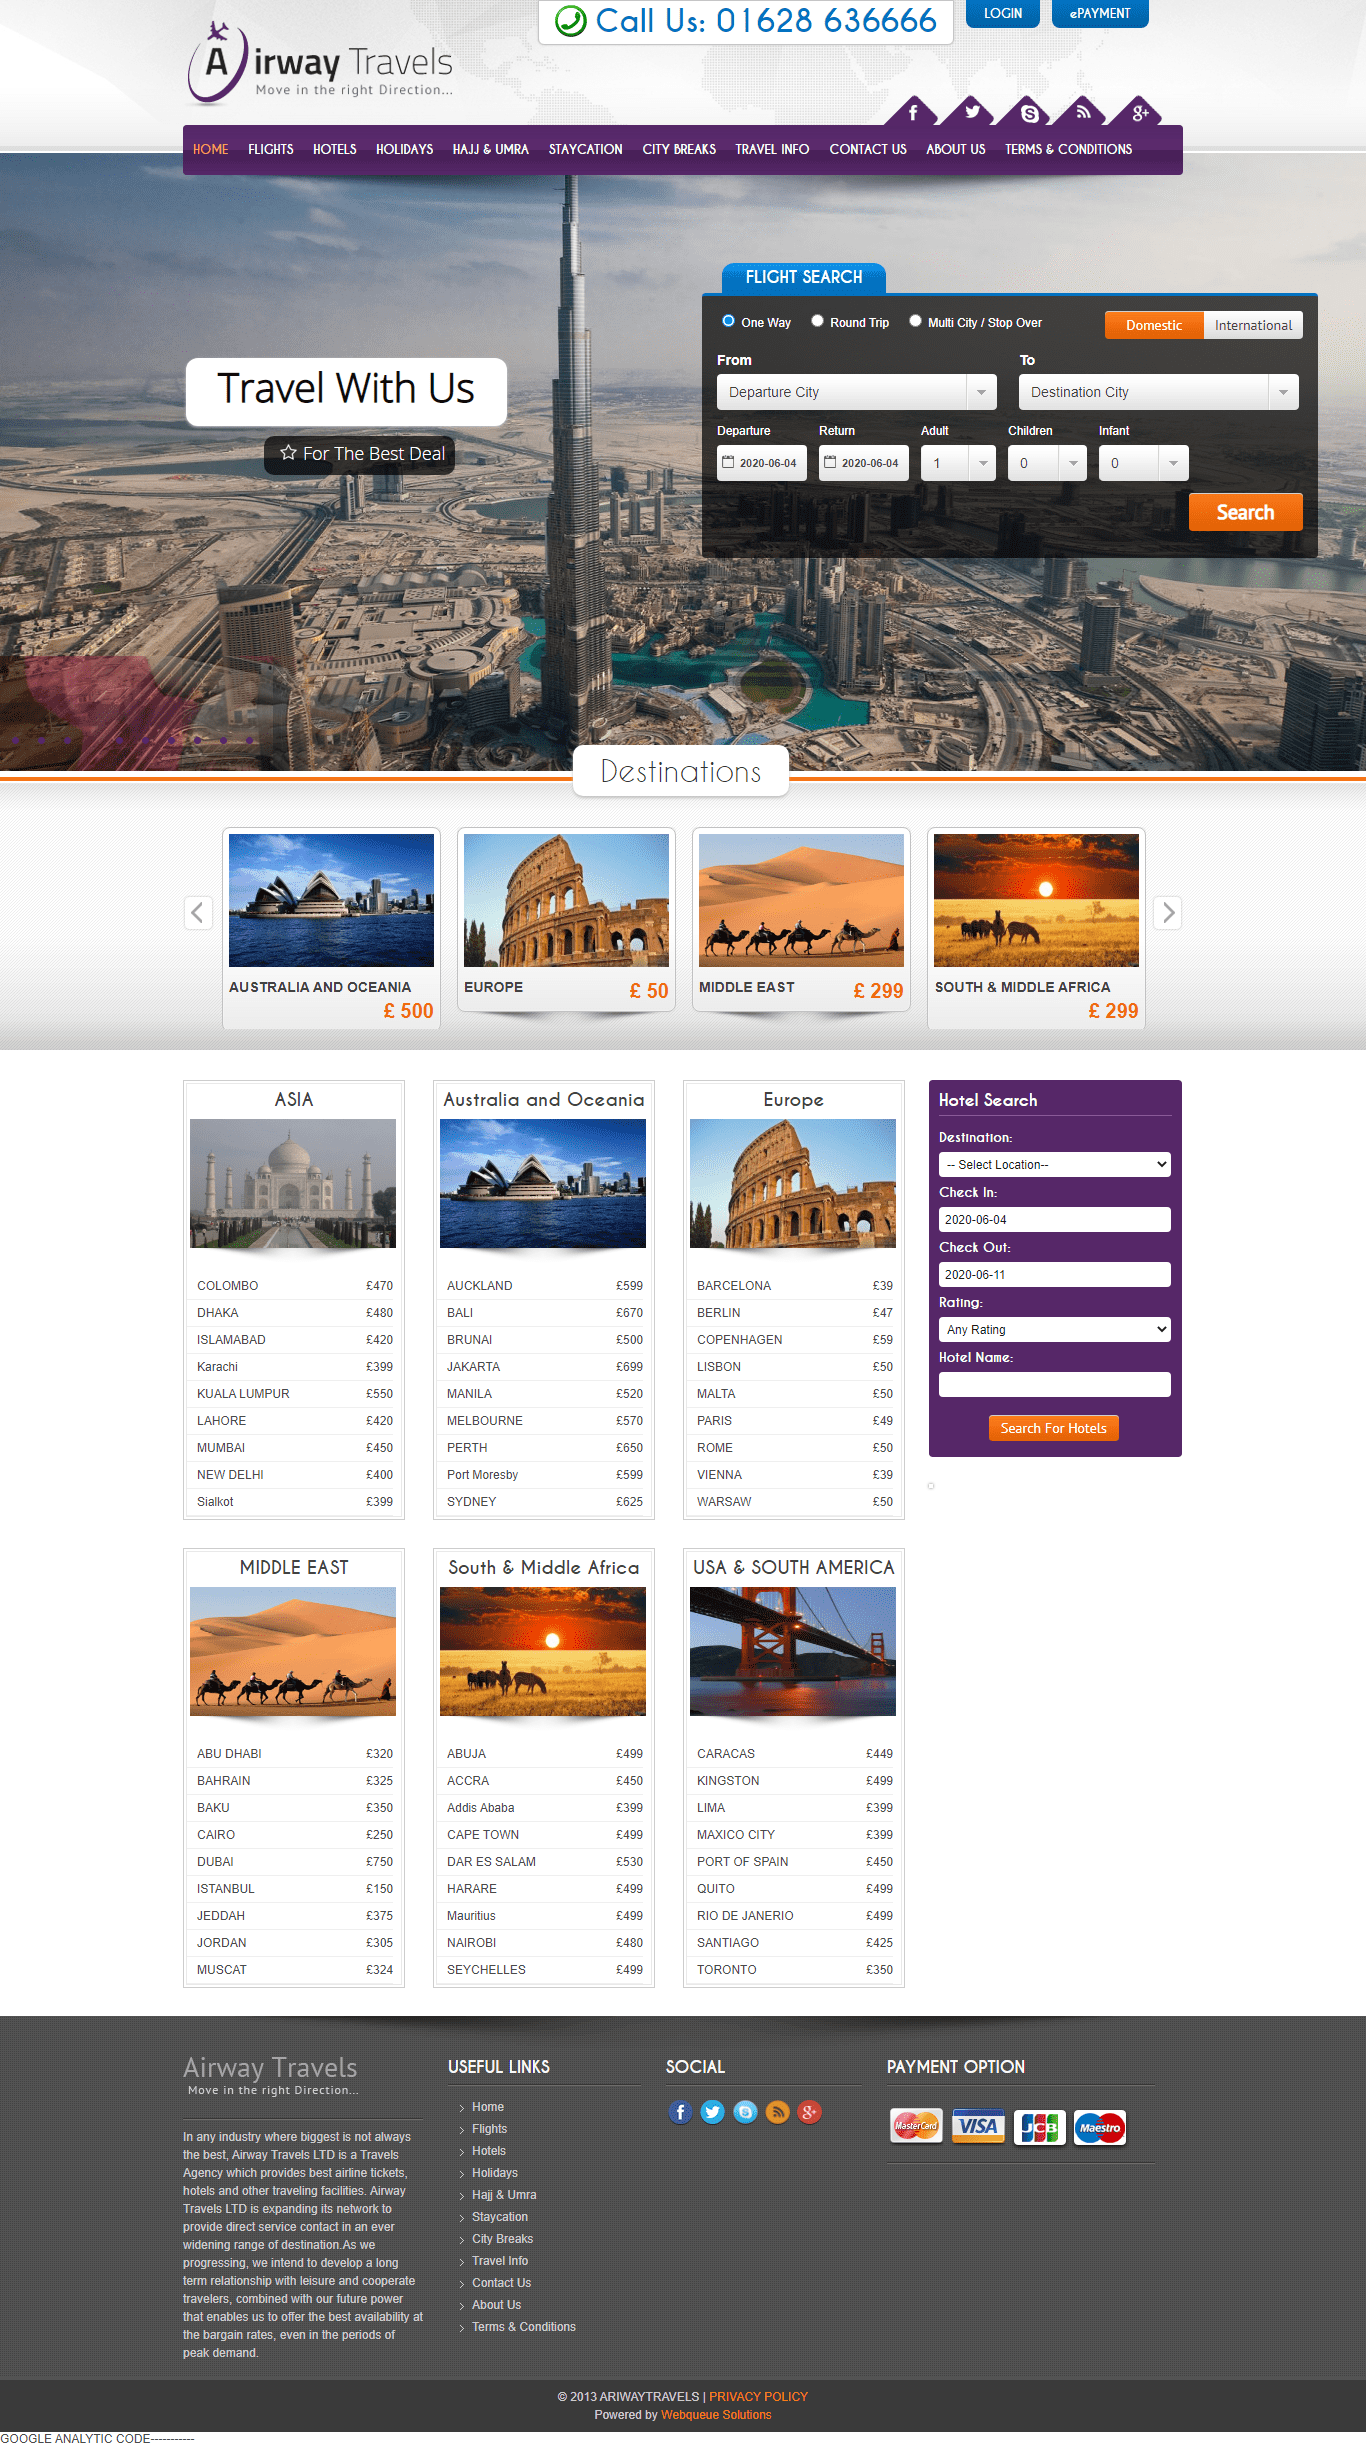 Call Us: 01628 636666
LOGIN
ePAYMENT
Airway Travels
Move in the right Direction...
HOME FLIGHTS HOTELS HOLIDAYS HAJJ & UMRA STAYCATION CITY BREAKS TRAVEL INFO CONTACT US ABOUT US TERMS & CONDITIONS
FLIGHT SEARCH
One Way Round Trip Multi City / Stop Over
Domestic International
From To
Departure City Destination City
Departure Return Adult Children Infant
2020-06-04 2020-06-04 1 0 0
Search
Travel With Us
For The Best Deal
Destinations
AUSTRALIA AND OCEANIA
£ 500
EUROPE
£ 50
MIDDLE EAST
£ 299
SOUTH & MIDDLE AFRICA
£ 299
ASIA
COLOMBO £470
DHAKA £480
ISLAMABAD £420
Karachi £399
KUALA LUMPUR £550
LAHORE £420
MUMBAI £450
NEW DELHI £400
Sialkot £399
Australia and Oceania
AUCKLAND £599
BALI £670
BRUNAI £500
JAKARTA £699
MANILA £520
MELBOURNE £570
PERTH £650
Port Moresby £599
SYDNEY £625
Europe
BARCELONA £39
BERLIN £47
COPENHAGEN £59
LISBON £50
MALTA £50
PARIS £49
ROME £50
VIENNA £39
WARSAW £50
Hotel Search
Destination:
-- Select Location--
Check In:
2020-06-04
Check Out:
2020-06-11
Rating:
Any Rating
Hotel Name:
Search For Hotels
MIDDLE EAST
ABU DHABI £320
BAHRAIN £325
BAKU £350
CAIRO £250
DUBAI £750
ISTANBUL £150
JEDDAH £375
JORDAN £305
MUSCAT £324
South & Middle Africa
ABUJA £499
ACCRA £450
Addis Ababa £399
CAPE TOWN £499
DAR ES SALAM £530
HARARE £499
Mauritius £499
NAIROBI £480
SEYCHELLES £499
USA & SOUTH AMERICA
CARACAS £449
KINGSTON £499
LIMA £399
MAXICO CITY £399
PORT OF SPAIN £450
QUITO £499
RIO DE JANERIO £499
SANTIAGO £425
TORONTO £350
Airway Travels
Move in the right Direction...
In any industry where biggest is not always
the best, Airway Travels LTD is a Travels
Agency which provides best airline tickets,
hotels and other traveling facilities. Airway
Travels LTD is expanding its network to
provide direct service contact in an ever
widening range of destination.As we
progressing, we intend to develop a long
term relationship with leisure and cooperate
travelers, combined with our future power
that enables us to offer the best availability at
the bargain rates, even in the periods of
peak demand.
USEFUL LINKS
Home
Flights
Hotels
Holidays
Hajj & Umra
Staycation
City Breaks
Travel Info
Contact Us
About Us
Terms & Conditions
SOCIAL
PAYMENT OPTION
MasterCard VISA JCB Maestro
© 2013 ARIWAYTRAVELS | PRIVACY POLICY
Powered by Webqueue Solutions
GOOGLE ANALYTIC CODE-----------